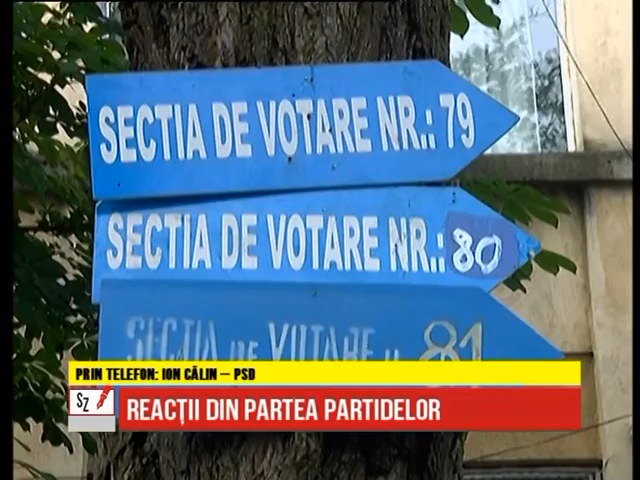 SECTIA DE VOTARE NR.: 79
SECTIA DE VOTARE NR.: 80
SECTIA DE VOTARE 81
PRIN TELEFON: ION CĂLIN – PSD
SZ
REACȚII DIN PARTEA PARTIDELOR